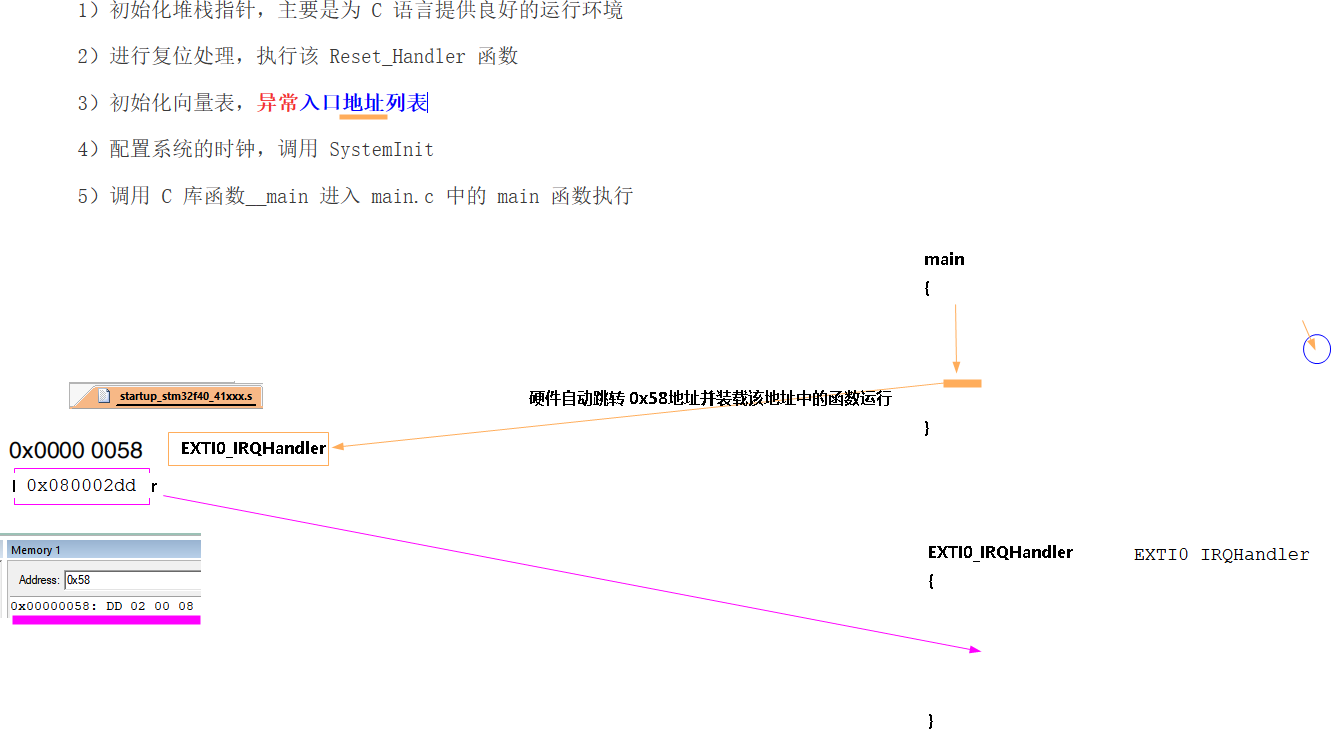 1）初始化堆栈指针，主要是为 C 语言提供良好的运行环境
2）进行复位处理，执行该 Reset_Handler 函数
3）初始化向量表，异常入口地址列表
4）配置系统的时钟，调用 SystemInit
5）调用 C 库函数__main 进入 main.c 中的 main 函数执行
main
{
startup_stm32f40_41xxx.s
硬件自动跳转 0x58地址并装载该地址中的函数运行
}
0x0000 0058
EXTI0_IRQHandler
0x080002dd r
Memory 1
Address: 0x58
0x00000058: DD 02 00 08
EXTI0_IRQHandler
EXTI0 IRQHandler
{
}